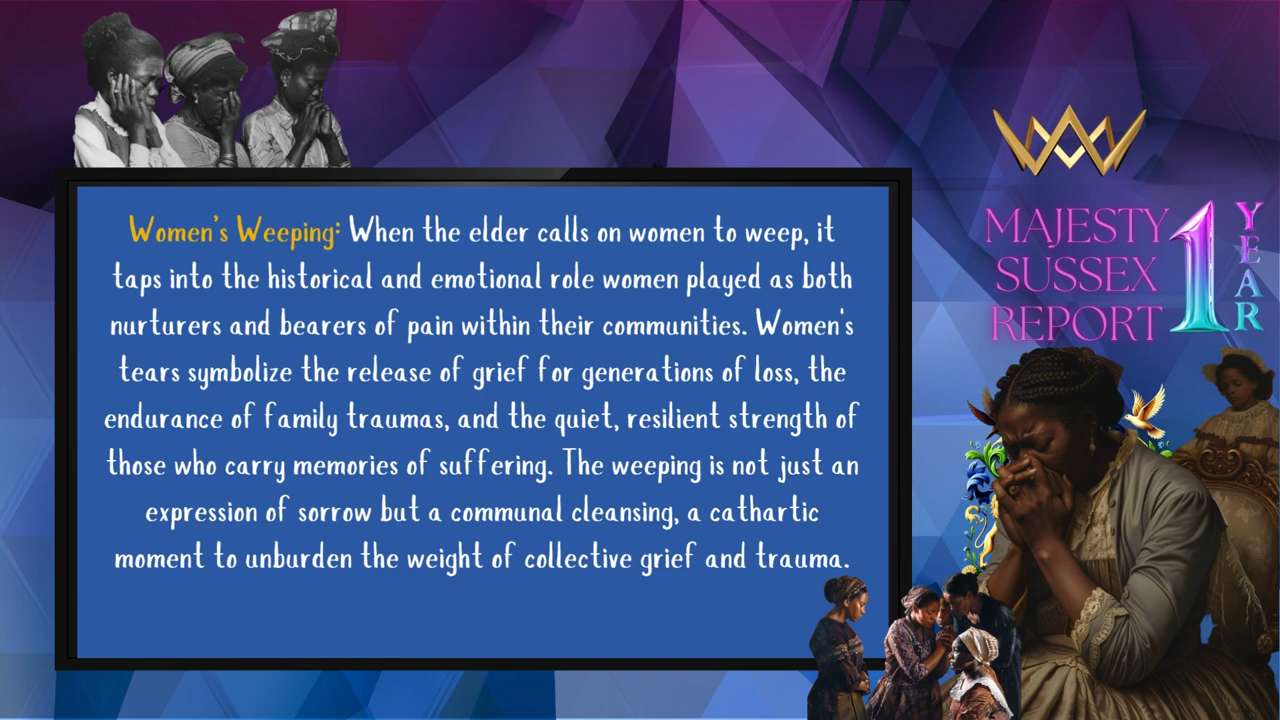 Women's Weeping: When the elder calls on women to weep, it
taps into the historical and emotional role women played as both
nurturers and bearers of pain within their communities. Women's
tears symbolize the release of grief for generations of loss, the
endurance of family traumas, and the quiet, resilient strength of
those who carry memories of suffering. The weeping is not just an
expression of sorrow but a communal cleansing, a cathartic
moment to unburden the weight of collective grief and trauma.
MAJESTY
SUSSEX
REPORT
1
YEAR